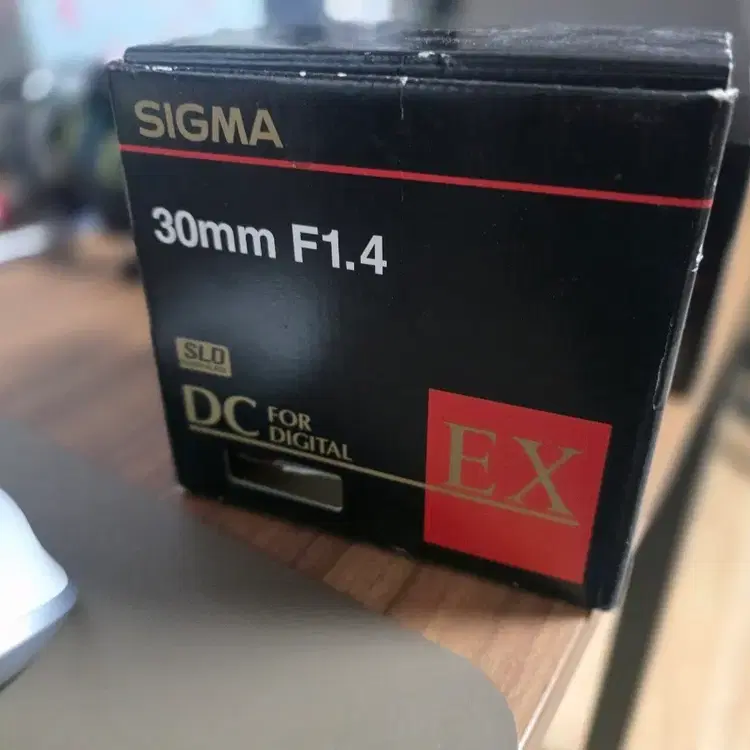 SIGMA
30mm F1.4
SLD
DC FOR
DIGITAL
EX